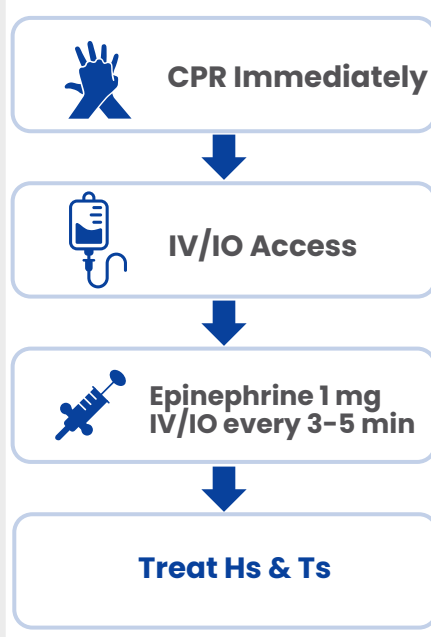 CPR Immediately
IV/IO Access
Epinephrine 1 mg
IV/IO every 3-5 min
Treat Hs & Ts